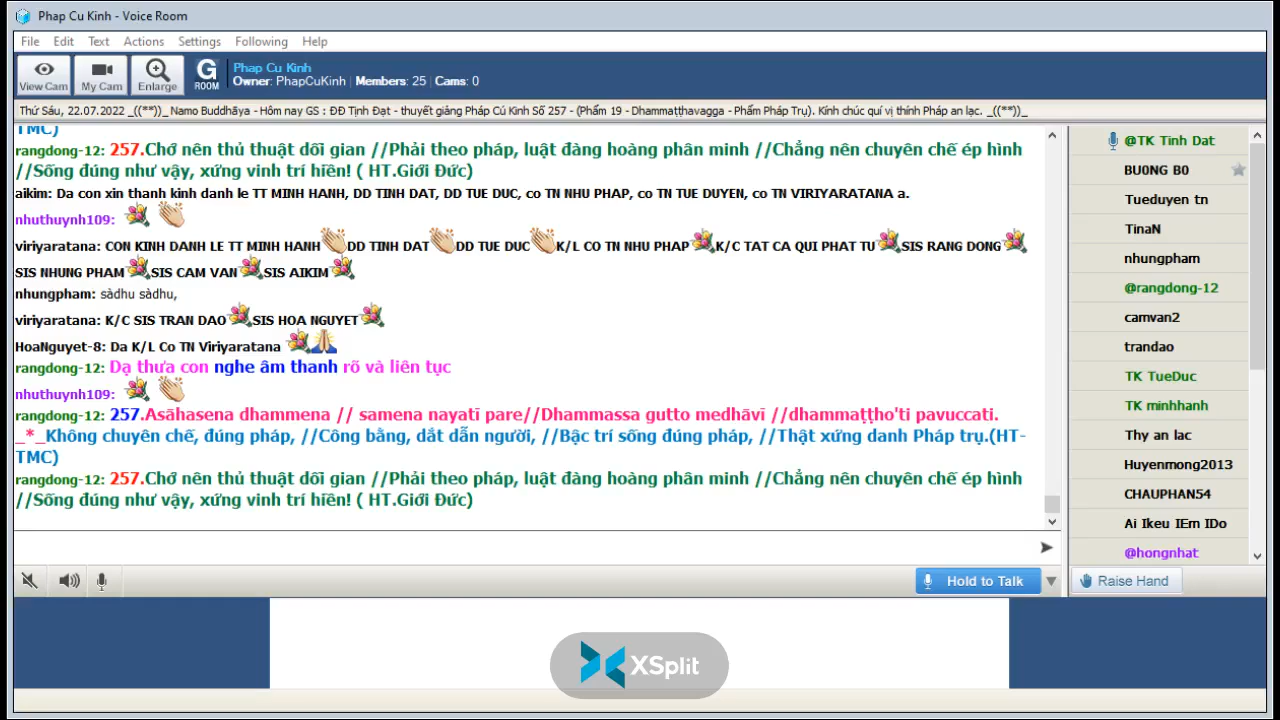 Phap Cu Kinh - Voice Room
File Edit Text Actions Settings Following Help
View Cam My Cam Enlarge
G ROOM
Phap Cu Kinh
Owner: PhapCuKinh | Members: 25 | Cams: 0
Thứ Sáu, 22.07.2022 _((**))_ Namo Buddhāya - Hôm nay GS : ĐĐ Tịnh Đạt - thuyết giảng Pháp Cú Kinh Số 257 - (Phẩm 19 - Dhammaṭṭhavagga - Phẩm Pháp Trụ). Kính chúc quí vị thính Pháp an lạc. _((**))_
TMC)
rangdong-12: 257.Chớ nên thủ thuật dối gian //Phải theo pháp, luật đàng hoàng phân minh //Chẳng nên chuyên chế ép hình
//Sống đúng như vậy, xứng vinh trí hiền! ( HT.Giới Đức)
aikim: Da con xin thanh kinh danh le TT MINH HANH, DD TINH DAT, DD TUE DUC, co TN NHU PHAP, co TN TUE DUYEN, co TN VIRIYARATANA a.
nhuthuynh109:
viriyaratana: CON KINH DANH LE TT MINH HANH DD TINH DAT DD TUE DUC K/L CO TN NHU PHAP K/C TAT CA QUI PHAT TU SIS RANG DONG
SIS NHUNG PHAM SIS CAM VAN SIS AIKIM
nhungpham: sàdhu sàdhu,
viriyaratana: K/C SIS TRAN DAO SIS HOA NGUYET
HoaNguyet-8: Da K/L Co TN Viriyaratana
rangdong-12: Dạ thưa con nghe âm thanh rõ và liên tục
nhuthuynh109:
rangdong-12: 257.Asāhasena dhammena // samena nayatī pare//Dhammassa gutto medhāvī //dhammaṭṭho'ti pavuccati.
_*_Không chuyên chế, đúng pháp, //Công bằng, dắt dẫn người, //Bậc trí sống đúng pháp, //Thật xứng danh Pháp trụ.(HT-
TMC)
rangdong-12: 257.Chớ nên thủ thuật dối gian //Phải theo pháp, luật đàng hoàng phân minh //Chẳng nên chuyên chế ép hình
//Sống đúng như vậy, xứng vinh trí hiền! ( HT.Giới Đức)
@TK Tinh Dat
BU0NG B0
Tueduyen tn
TinaN
nhungpham
@rangdong-12
camvan2
trandao
TK TueDuc
TK minhhanh
Thy an lac
Huyenmong2013
CHAUPHAN54
Ai lkeu IEm IDo
@hongnhat
Hold to Talk
Raise Hand
XSplit